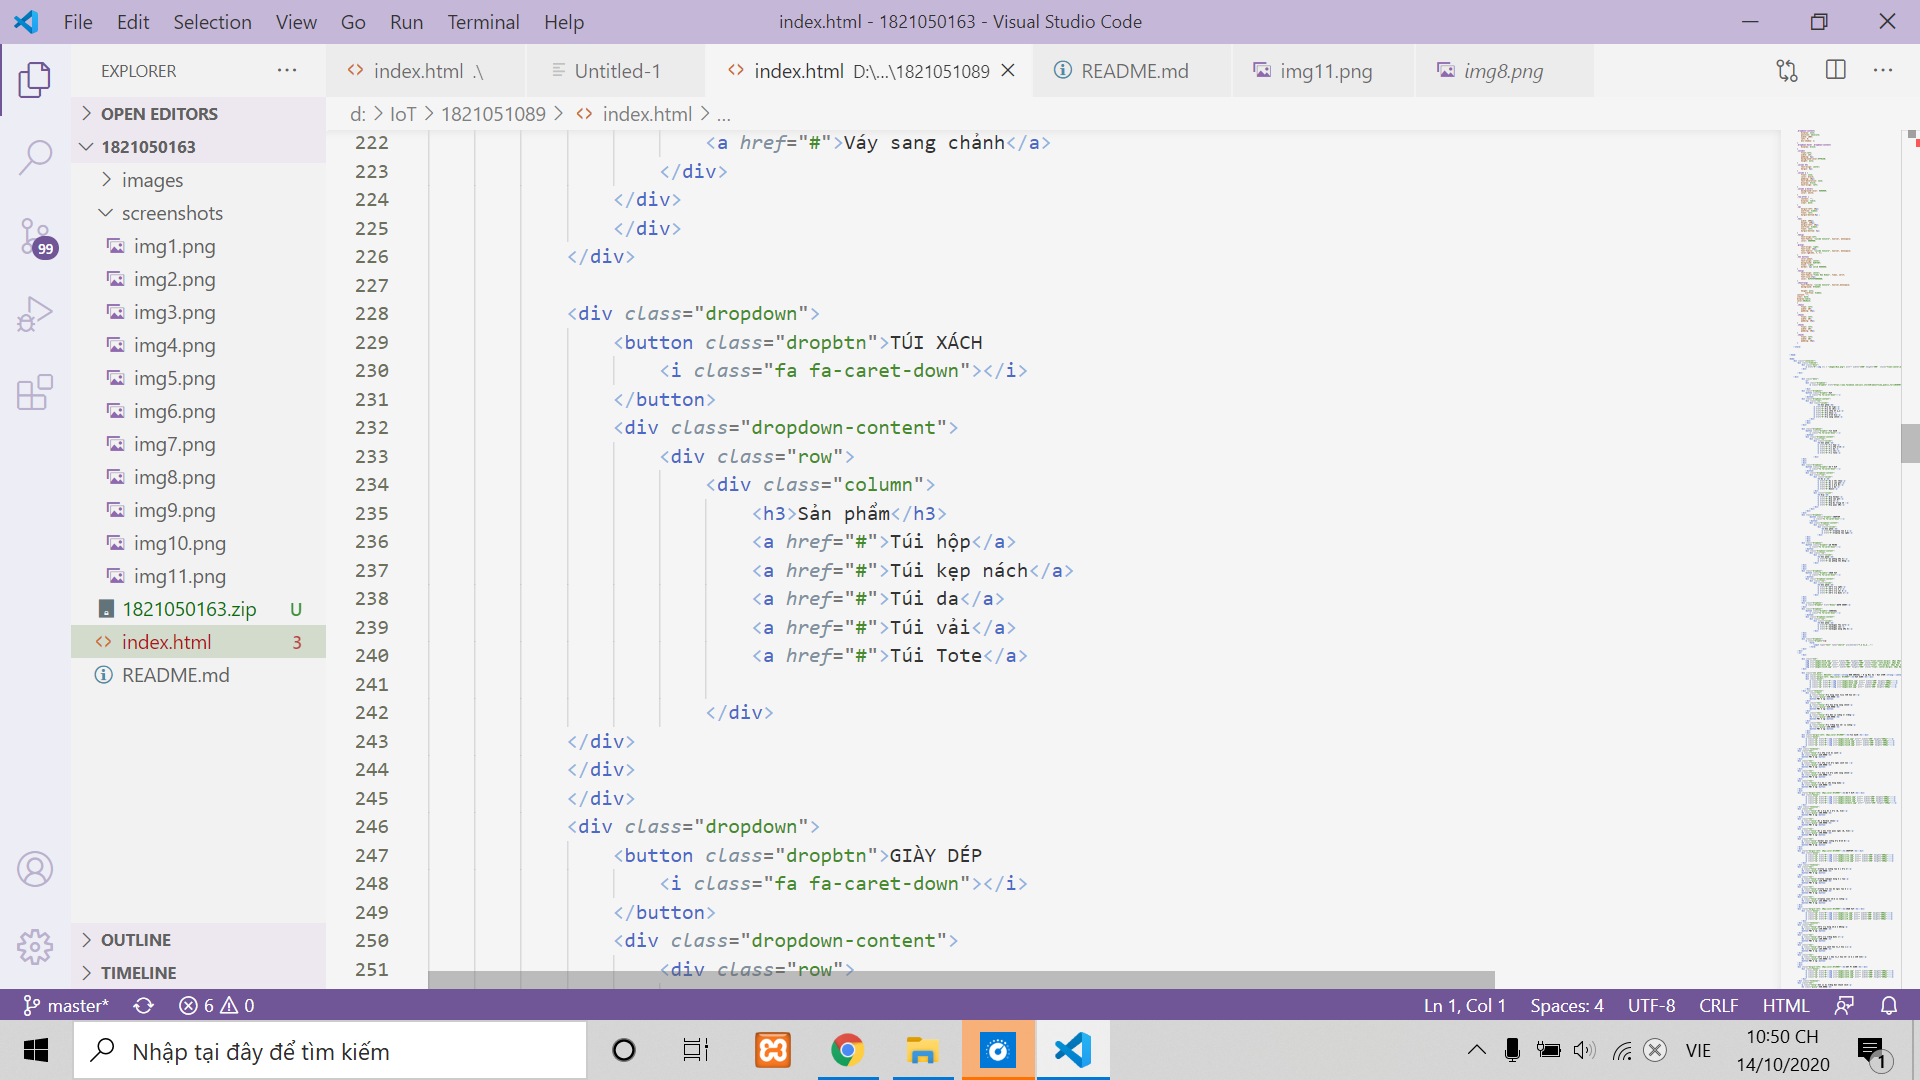 File Edit Selection View Go Run Terminal Help
index.html - 1821050163 - Visual Studio Code
EXPLORER
index.html .\
Untitled-1
index.html D:\...\1821051089
README.md
img11.png
img8.png
OPEN EDITORS
1821050163
images
screenshots
img1.png
img2.png
img3.png
img4.png
img5.png
img6.png
img7.png
img8.png
img9.png
img10.png
img11.png
1821050163.zip U
index.html 3
README.md
OUTLINE
TIMELINE
99
d: > IoT > 1821051089 > index.html > ...
222 <a href="#">Váy sang chảnh</a>
223 </div>
224 </div>
225 </div>
226 </div>
227
228 <div class="dropdown">
229 <button class="dropbtn">TÚI XÁCH
230 <i class="fa fa-caret-down"></i>
231 </button>
232 <div class="dropdown-content">
233 <div class="row">
234 <div class="column">
235 <h3>Sản phẩm</h3>
236 <a href="#">Túi hộp</a>
237 <a href="#">Túi kẹp nách</a>
238 <a href="#">Túi da</a>
239 <a href="#">Túi vải</a>
240 <a href="#">Túi Tote</a>
241
242 </div>
243 </div>
244 </div>
245 </div>
246 <div class="dropdown">
247 <button class="dropbtn">GIÀY DÉP
248 <i class="fa fa-caret-down"></i>
249 </button>
250 <div class="dropdown-content">
251 <div class="row">
master* 6 0
Ln 1, Col 1 Spaces: 4 UTF-8 CRLF HTML
Nhập tại đây để tìm kiếm
VIE
10:50 CH
14/10/2020
1